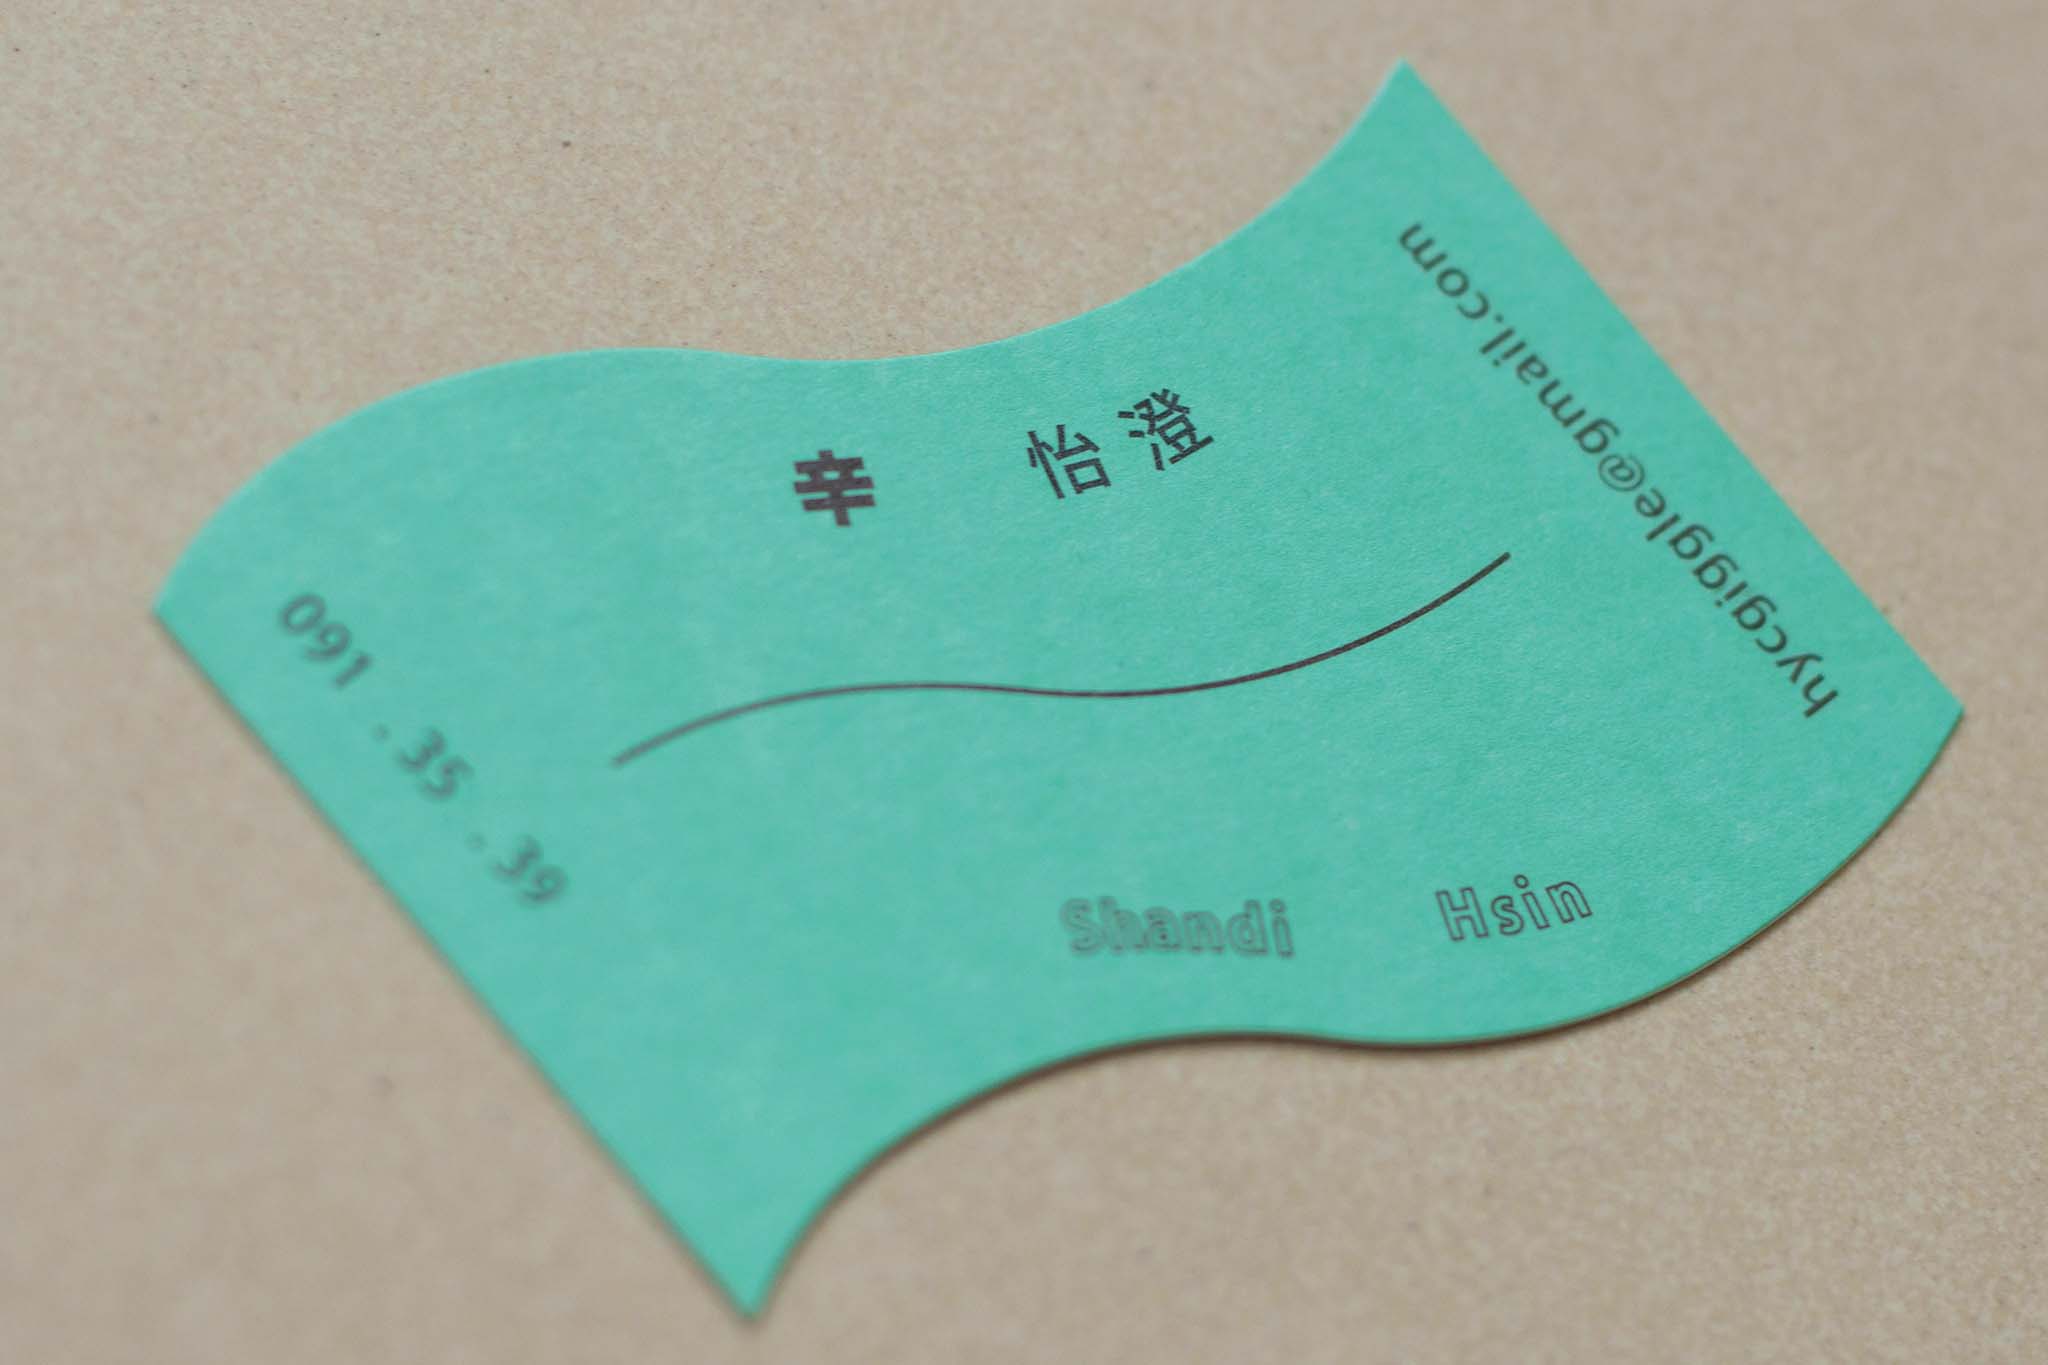 辛 怡澄
Shandi Hsin
091 . 35 . 39
hycgiggle@gmail.com